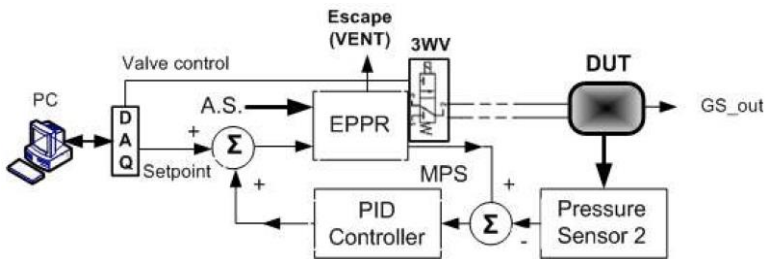 Escape
(VENT)
3WV
Valve control
DUT
PC
D
A
Q
A.S.
EPPR
GS_out
+
Σ
Setpoint
+
MPS
+
PID
Controller
Σ
-
Pressure
Sensor 2